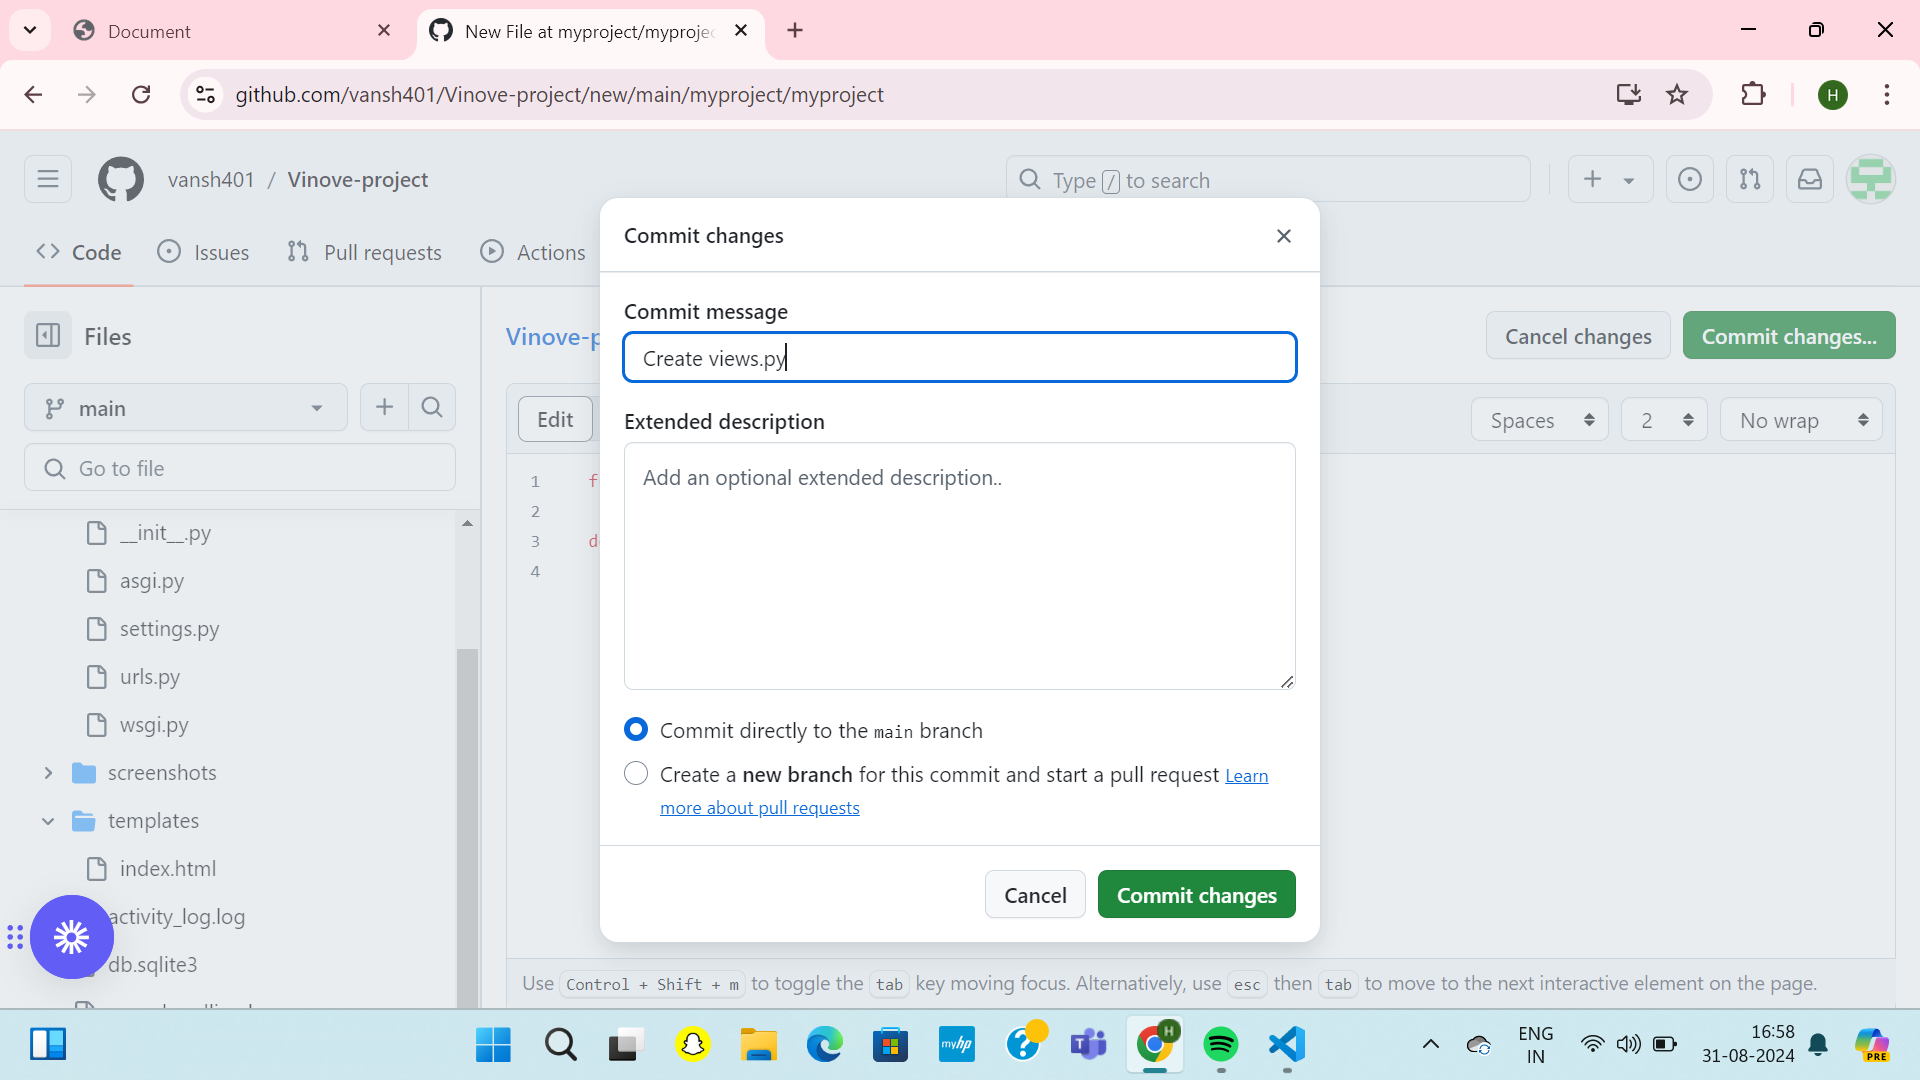 Document
New File at myproject/myprojec
github.com/vansh401/Vinove-project/new/main/myproject/myproject
H
vansh401 / Vinove-project
Type / to search
Code
Issues
Pull requests
Actions
Files
main
Go to file
__init__.py
asgi.py
settings.py
urls.py
wsgi.py
screenshots
templates
index.html
activity_log.log
db.sqlite3
Vinove-p
Cancel changes
Commit changes...
Edit
Spaces
2
No wrap
1 f
2
3 d
4
Commit changes
Commit message
Create views.py
Extended description
Add an optional extended description..
Commit directly to the main branch
Create a new branch for this commit and start a pull request Learn
more about pull requests
Cancel
Commit changes
Use Control + Shift + m to toggle the tab key moving focus. Alternatively, use esc then tab to move to the next interactive element on the page.
myhp
H
ENG
IN
16:58
31-08-2024
PRE